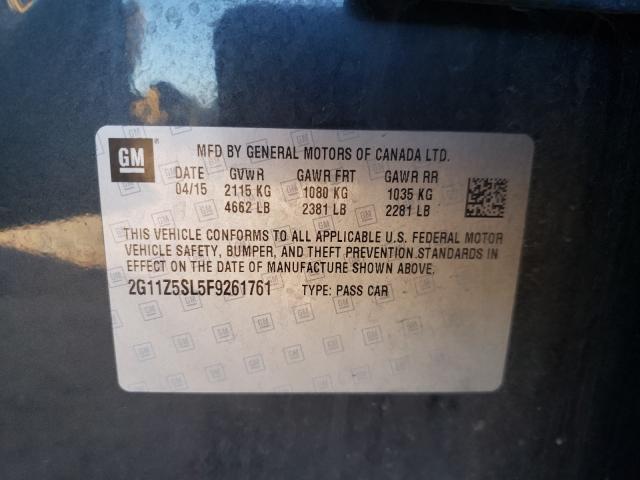 GM
MFD BY GENERAL MOTORS OF CANADA LTD.
DATE GVWR GAWR FRT GAWR RR
04/15 2115 KG 1080 KG 1035 KG
4662 LB 2381 LB 2281 LB
THIS VEHICLE CONFORMS TO ALL APPLICABLE U.S. FEDERAL MOTOR
VEHICLE SAFETY, BUMPER, AND THEFT PREVENTION STANDARDS IN
EFFECT ON THE DATE OF MANUFACTURE SHOWN ABOVE.
2G11Z5SL5F9261761 TYPE: PASS CAR